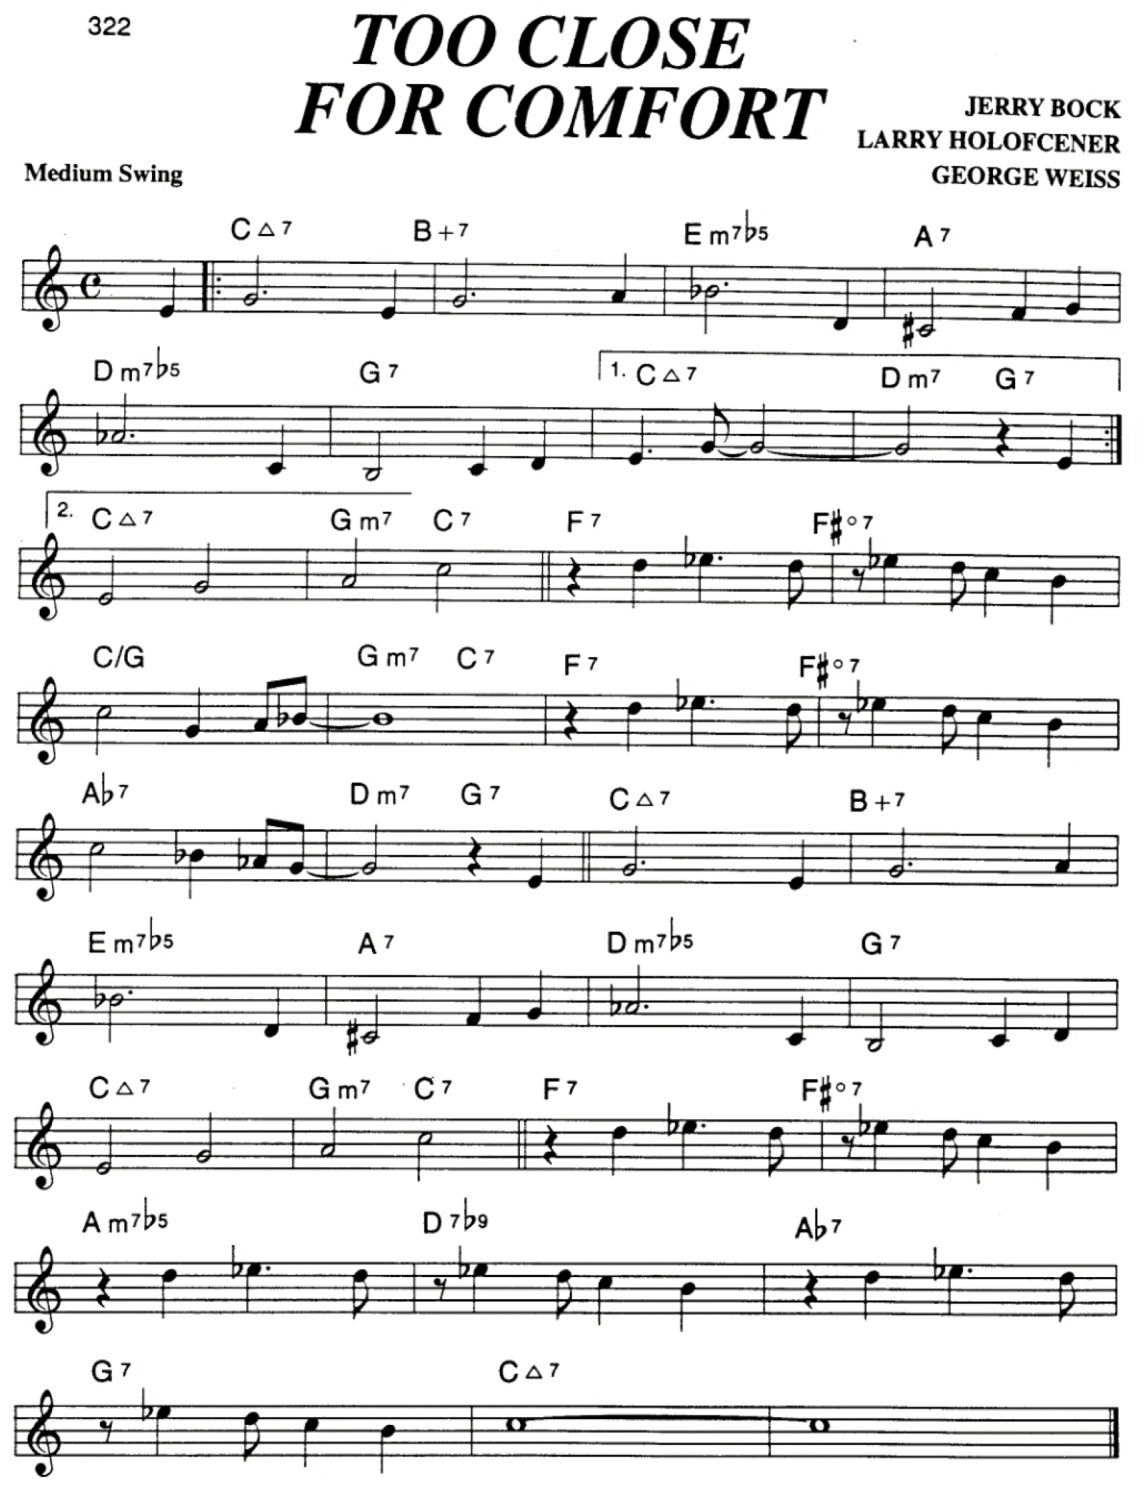 322
TOO CLOSE
FOR COMFORT
JERRY BOCK
LARRY HOLOFCENER
GEORGE WEISS
Medium Swing
C△7 B+7 Em7♭5 A7
Dm7♭5 G7 1. C△7 Dm7 G7
2. C△7 Gm7 C7 F7 F♯°7
C/G Gm7 C7 F7 F♯°7
A♭7 Dm7 G7 C△7 B+7
Em7♭5 A7 Dm7♭5 G7
C△7 Gm7 C7 F7 F♯°7
Am7♭5 D7♭9 A♭7
G7 C△7